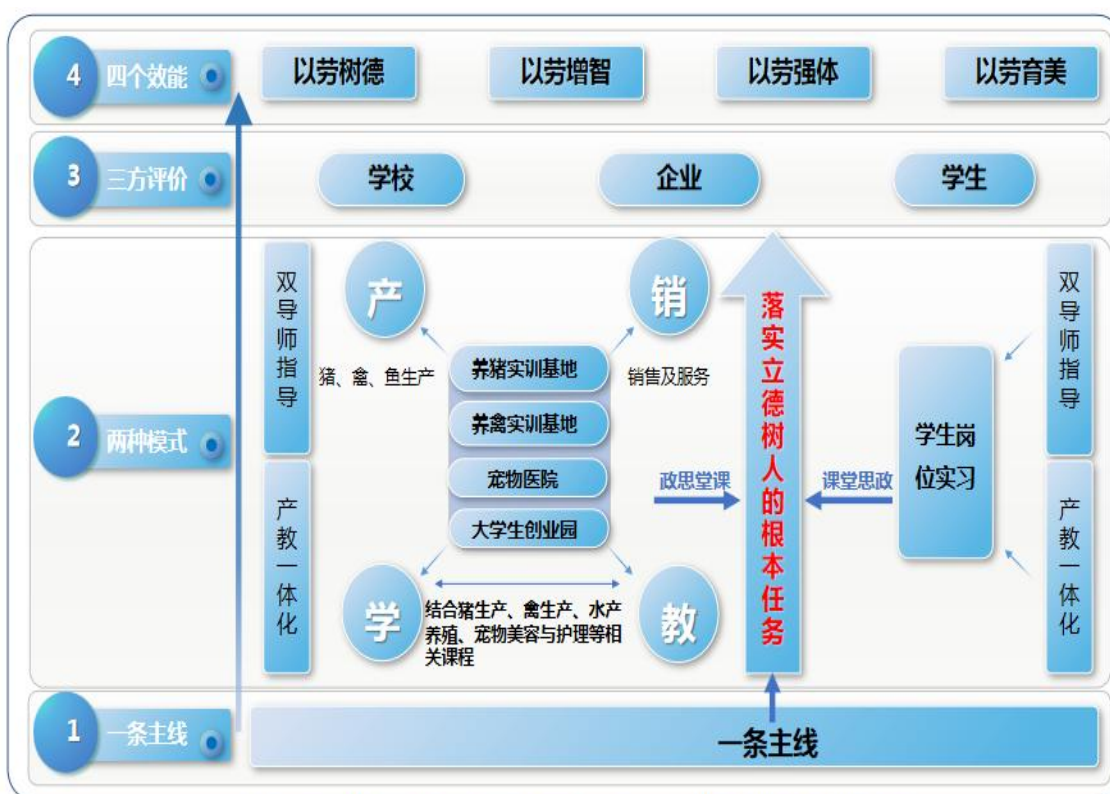 4
四个效能
以劳树德
以劳增智
以劳强体
以劳育美
3
三方评价
学校
企业
学生
2
两种模式
双导师指导
产教一体化
产
销
猪、禽、鱼生产
销售及服务
养猪实训基地
养禽实训基地
宠物医院
大学生创业园
学
教
结合猪生产、禽生产、水产
养殖、宠物美容与护理等相
关课程
政思堂课
落实立德树人的根本任务
课堂思政
学生岗
位实习
双导师指导
产教一体化
1
一条主线
一条主线